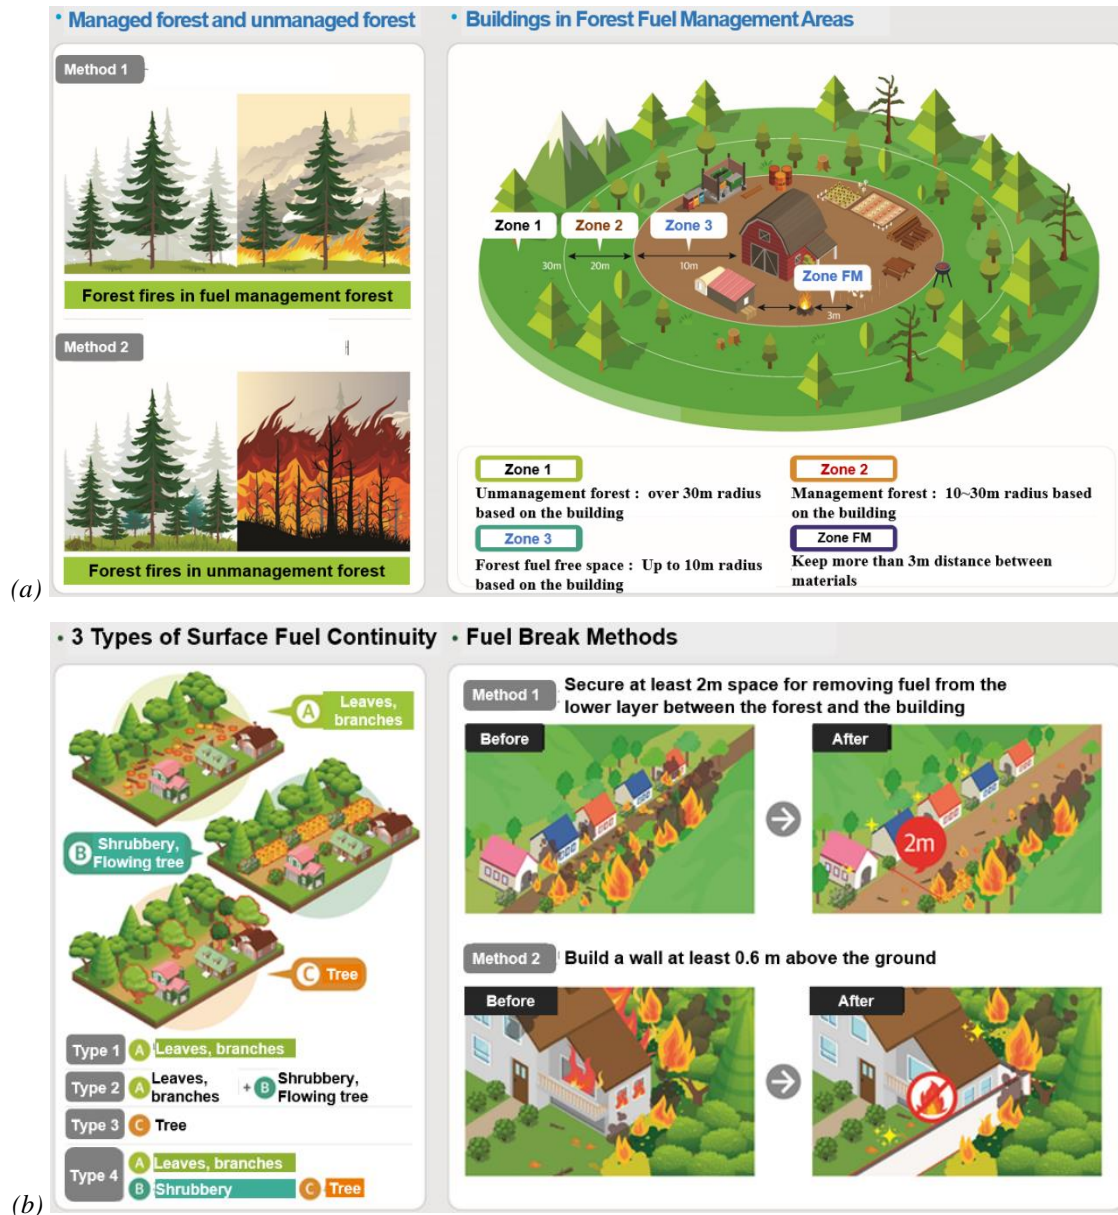 • Managed forest and unmanaged forest
Method 1
Forest fires in fuel management forest
Method 2
Forest fires in unmanagement forest
• Buildings in Forest Fuel Management Areas
Zone 1
Zone 2
Zone 3
30m
20m
10m
Zone FM
3m
Zone 1
Unmanagement forest : over 30m radius
based on the building
Zone 2
Management forest : 10~30m radius based
on the building
Zone 3
Forest fuel free space : Up to 10m radius
based on the building
Zone FM
Keep more than 3m distance between
materials
(a)
• 3 Types of Surface Fuel Continuity
A Leaves,
branches
B Shrubbery,
Flowing tree
C Tree
Type 1 A Leaves, branches
Type 2 A Leaves,
branches
+ B Shrubbery,
Flowing tree
Type 3 C Tree
Type 4 A Leaves, branches
B Shrubbery C Tree
• Fuel Break Methods
Method 1 Secure at least 2m space for removing fuel from the
lower layer between the forest and the building
Before
After
2m
Method 2 Build a wall at least 0.6 m above the ground
Before
After
(b)